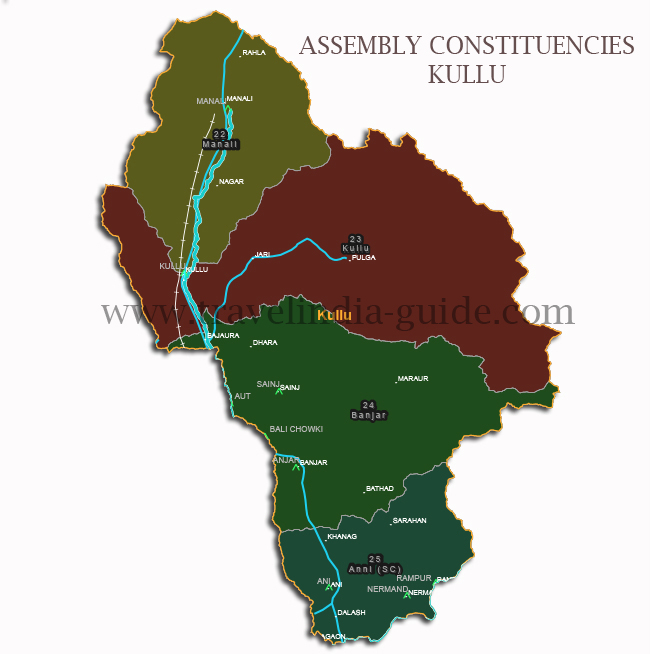 ASSEMBLY CONSTITUENCIES
KULLU
RAHLA
MANALI
MANALI
22
Manali
NAGAR
23
Kullu
JARI
PULGA
KULLU
KULLU
www.travelindia-guide.com
Kullu
BAJAURA
DHARA
MARAUR
SAINJ
SAINJ
AUT
24
Banjar
BALI CHOWKI
ANJAR
BANJAR
BATHAD
SARAHAN
KHANAG
25
Anni (SC)
ANI
ANI
RAMPUR
NERMAND
NERMA
DALASH
AGAON